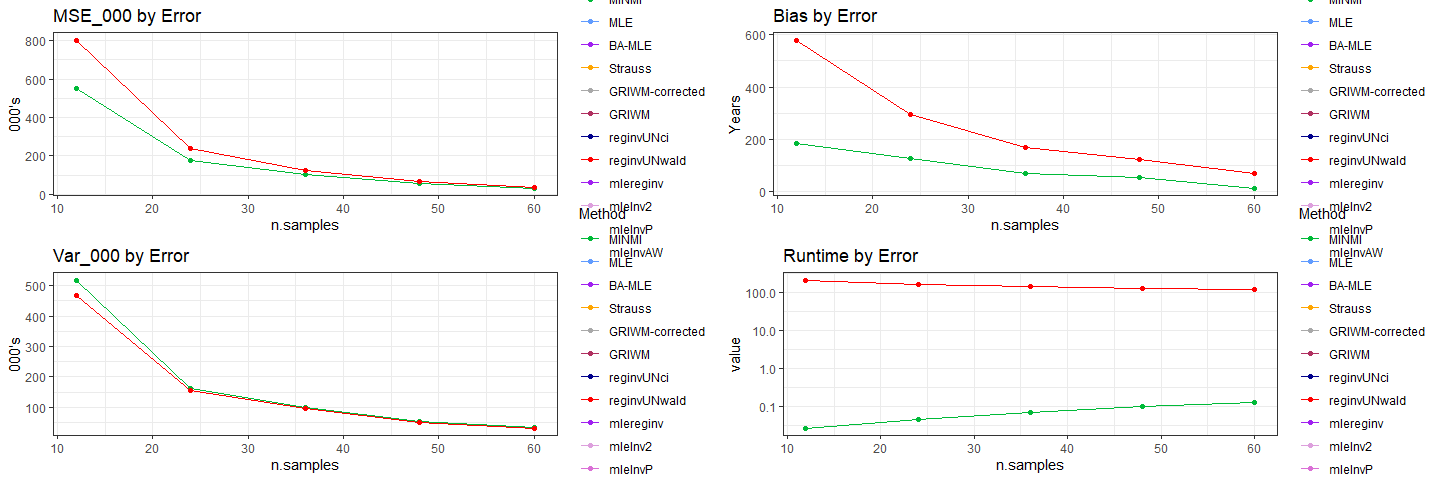 MSE_000 by Error
000's
800
600
400
200
0
10 20 30 40 50 60
n.samples
MINMI
MLE
BA-MLE
Strauss
GRIWM-corrected
GRIWM
reginvUNci
reginvUNwald
mlereginv
mleInv2
mleInvP
mleInvAW
Bias by Error
Years
600
400
200
0
10 20 30 40 50 60
n.samples
MINMI
MLE
BA-MLE
Strauss
GRIWM-corrected
GRIWM
reginvUNci
reginvUNwald
mlereginv
mleInv2
mleInvP
mleInvAW
Var_000 by Error
000's
500
400
300
200
100
10 20 30 40 50 60
n.samples
Method
MINMI
MLE
BA-MLE
Strauss
GRIWM-corrected
GRIWM
reginvUNci
reginvUNwald
mlereginv
mleInv2
mleInvP
Runtime by Error
value
100.0
10.0
1.0
0.1
10 20 30 40 50 60
n.samples
Method
MINMI
MLE
BA-MLE
Strauss
GRIWM-corrected
GRIWM
reginvUNci
reginvUNwald
mlereginv
mleInv2
mleInvP